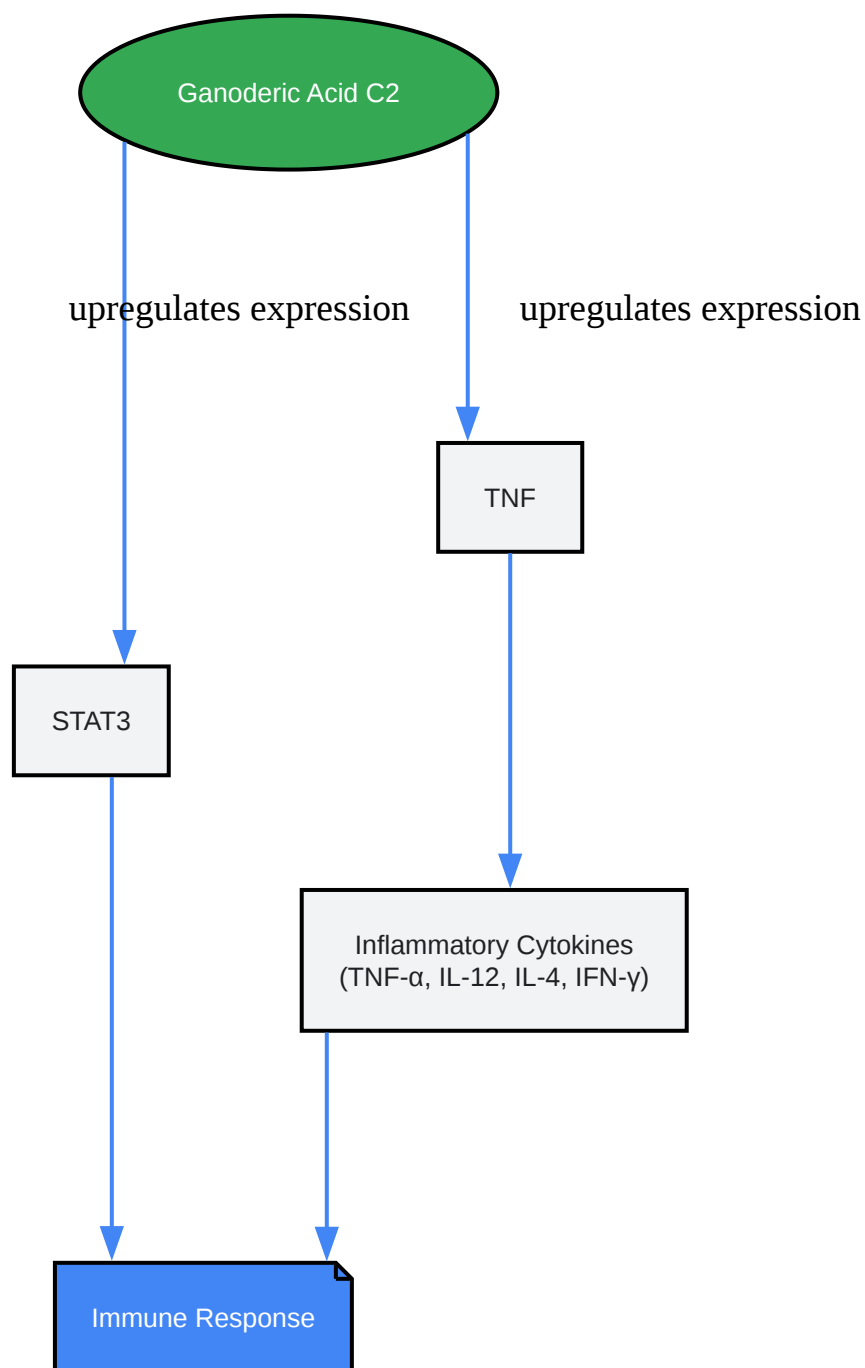 Ganoderic Acid C2
upregulates expression
upregulates expression
TNF
STAT3
Inflammatory Cytokines
(TNF-α, IL-12, IL-4, IFN-γ)
Immune Response